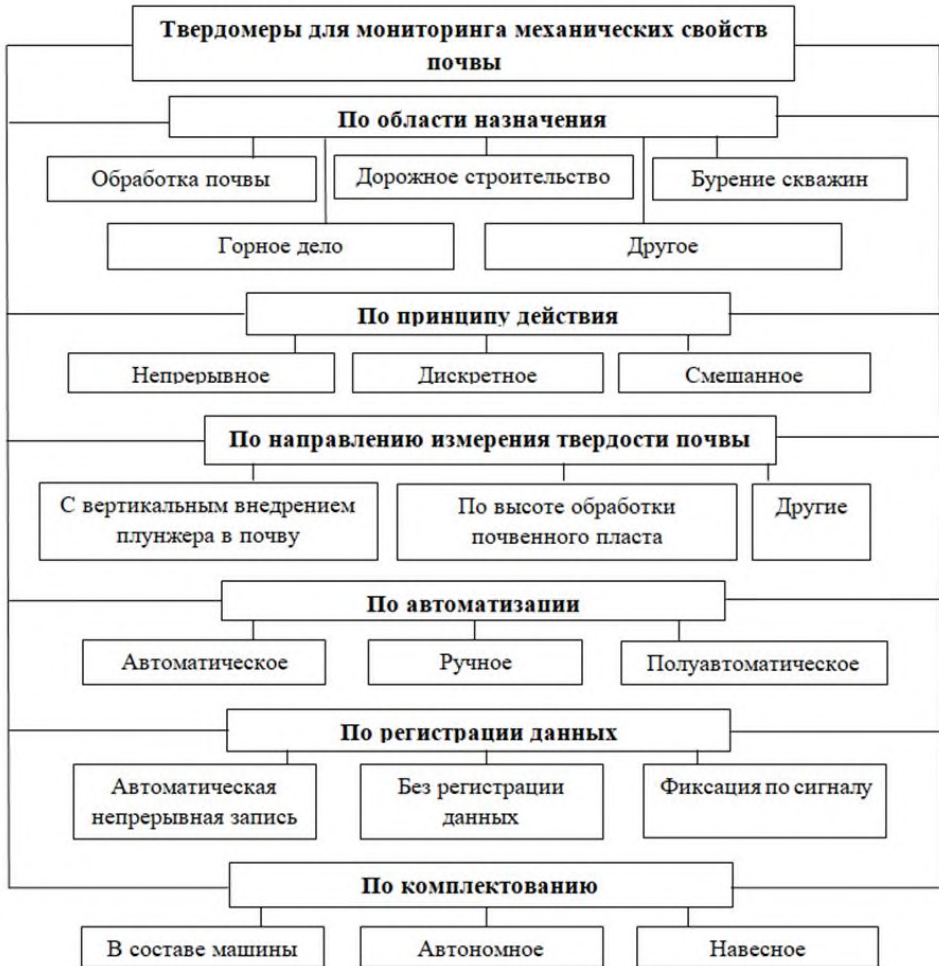 Твердомеры для мониторинга механических свойств
почвы
По области назначения
Обработка почвы
Дорожное строительство
Бурение скважин
Горное дело
Другое
По принципу действия
Непрерывное
Дискретное
Смешанное
По направлению измерения твердости почвы
С вертикальным внедрением
плунжера в почву
По высоте обработки
почвенного пласта
Другие
По автоматизации
Автоматическое
Ручное
Полуавтоматическое
По регистрации данных
Автоматическая
непрерывная запись
Без регистрации
данных
Фиксация по сигналу
По комплектованию
В составе машины
Автономное
Навесное